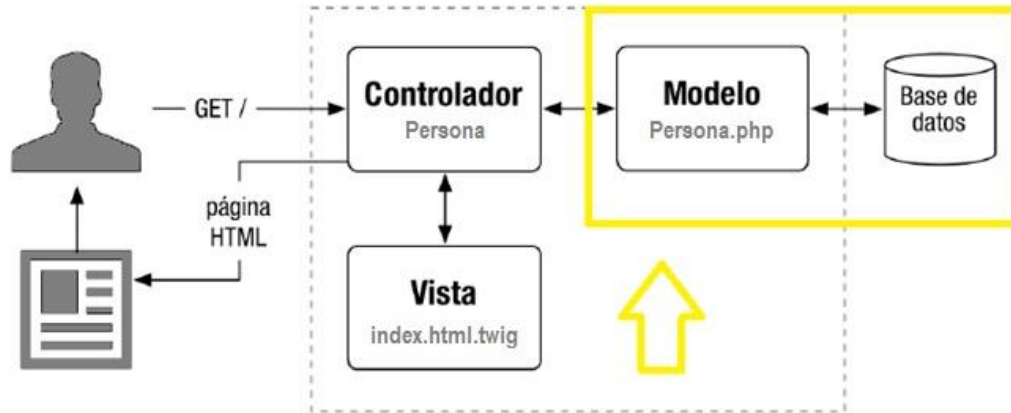 GET /
Controlador
Persona
Modelo
Persona.php
Base de
datos
página
HTML
Vista
index.html.twig